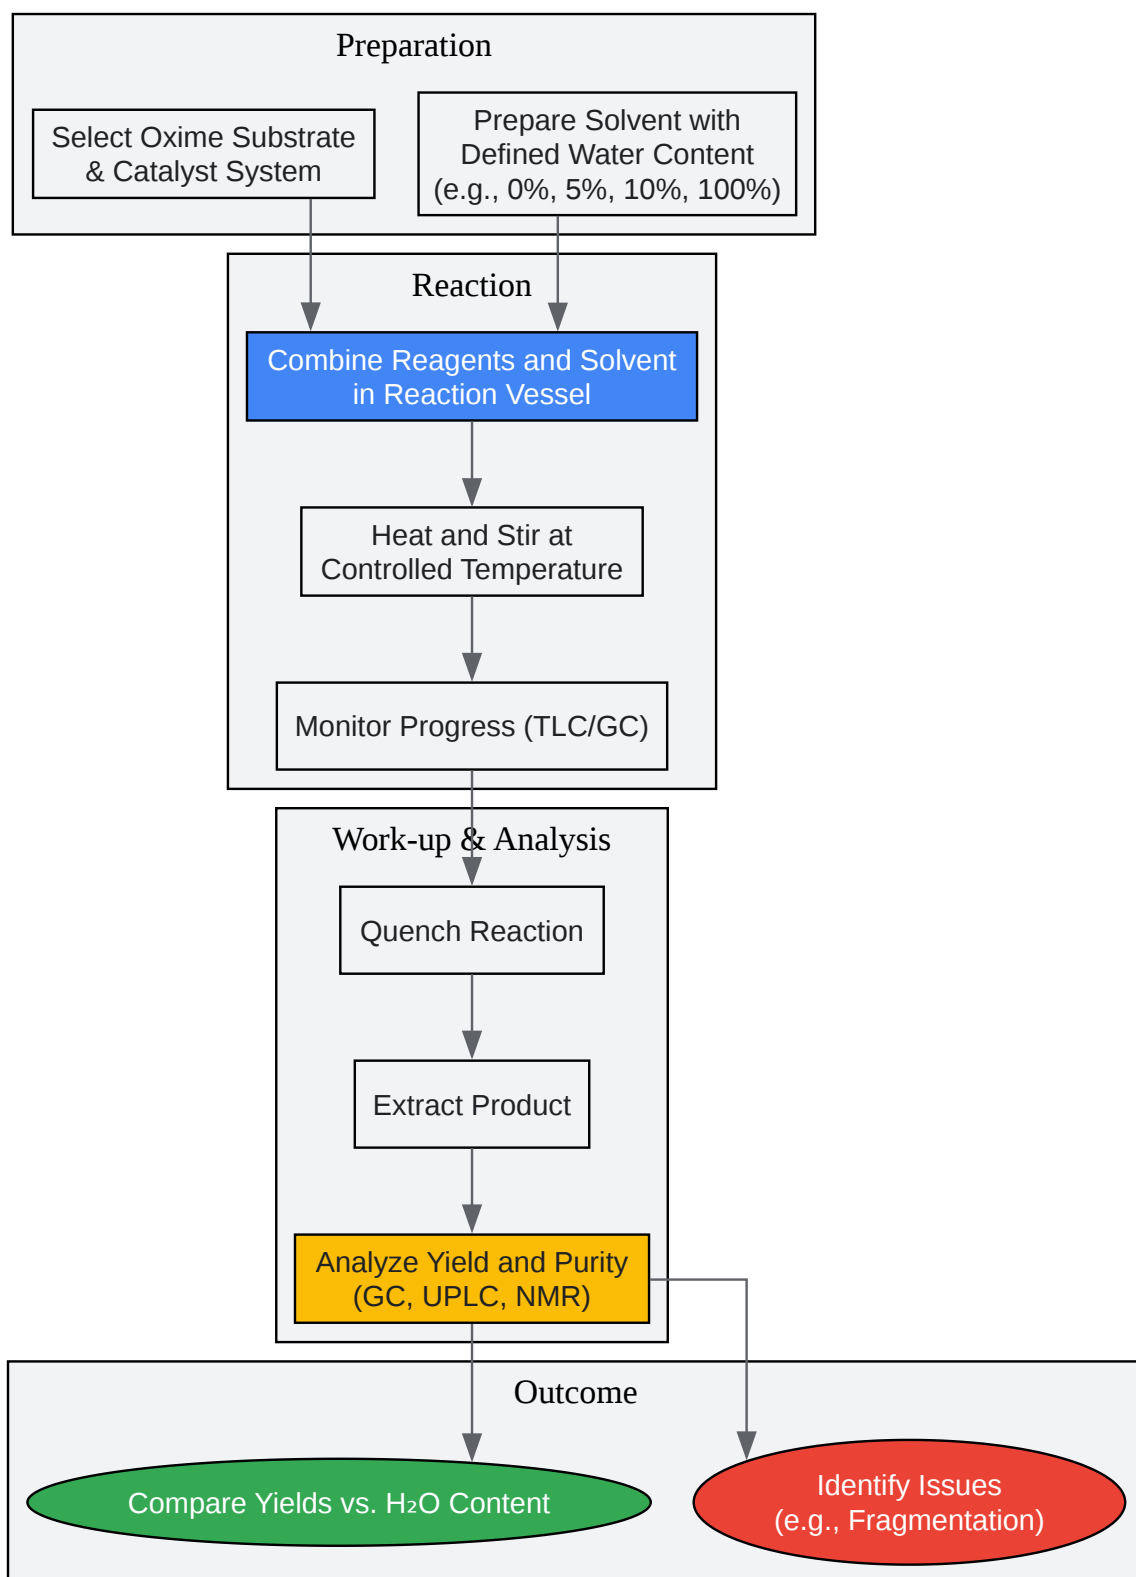 Preparation
Select Oxime Substrate
& Catalyst System
Prepare Solvent with
Defined Water Content
(e.g., 0%, 5%, 10%, 100%)
Reaction
Combine Reagents and Solvent
in Reaction Vessel
Heat and Stir at
Controlled Temperature
Monitor Progress (TLC/GC)
Work-up & Analysis
Quench Reaction
Extract Product
Analyze Yield and Purity
(GC, UPLC, NMR)
Outcome
Compare Yields vs. H₂O Content
Identify Issues
(e.g., Fragmentation)